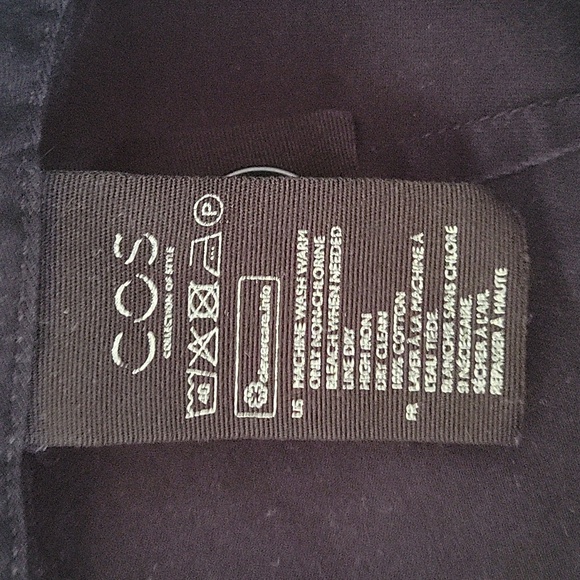 COS
COLLECTION OF STYLE
40 P
clevercare.info
US MACHINE WASH WARM
ONLY NON-CHLORINE
BLEACH WHEN NEEDED
LINE DRY
HIGH IRON
DRY CLEAN
100% COTTON
FR LAVER À LA MACHINE À
L'EAU TIÈDE.
BLANCHIR SANS CHLORE
SI NÉCESSAIRE.
SÉCHER À L'AIR.
REPASSER À HAUTE